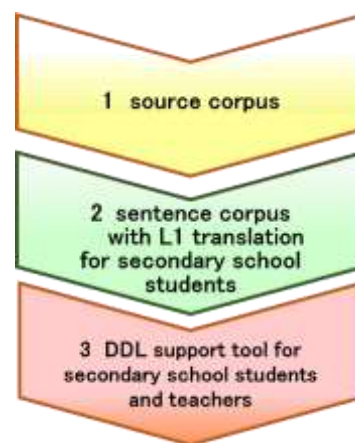 1 source corpus
2 sentence corpus
with L1 translation
for secondary school
students
3 DDL support tool for
secondary school students
and teachers